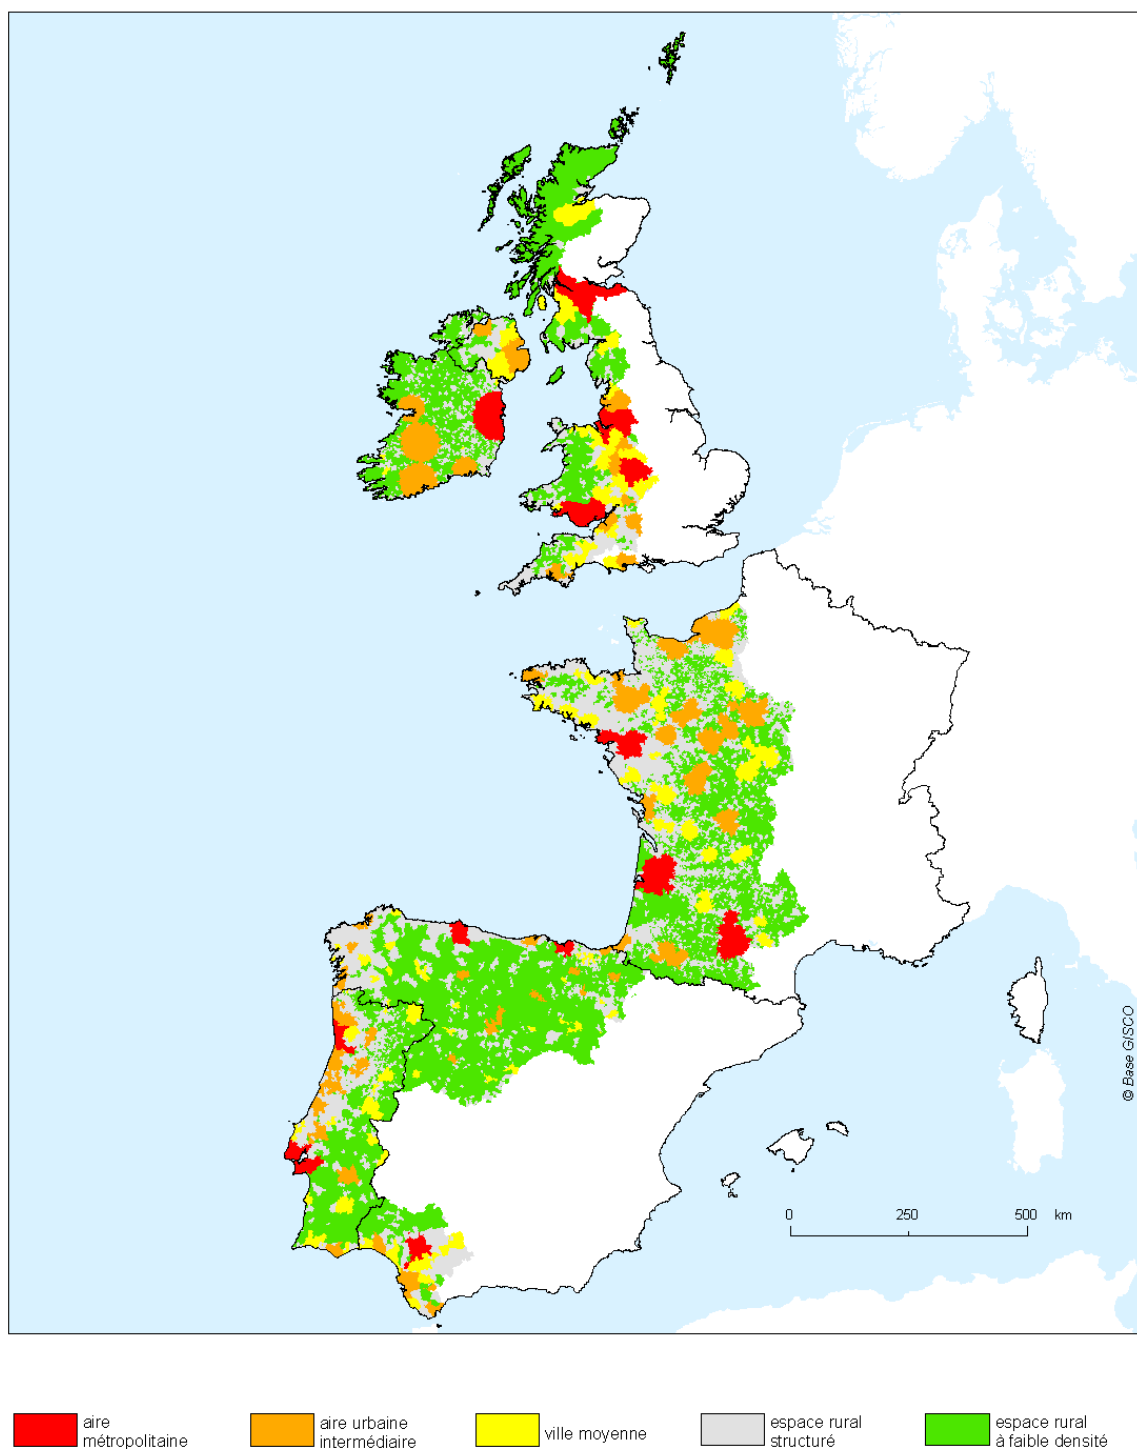 © Base GISCO
0 250 500 km
aire
métropolitaine
aire urbaine
intermédiaire
ville moyenne
espace rural
structuré
espace rural
à faible densité